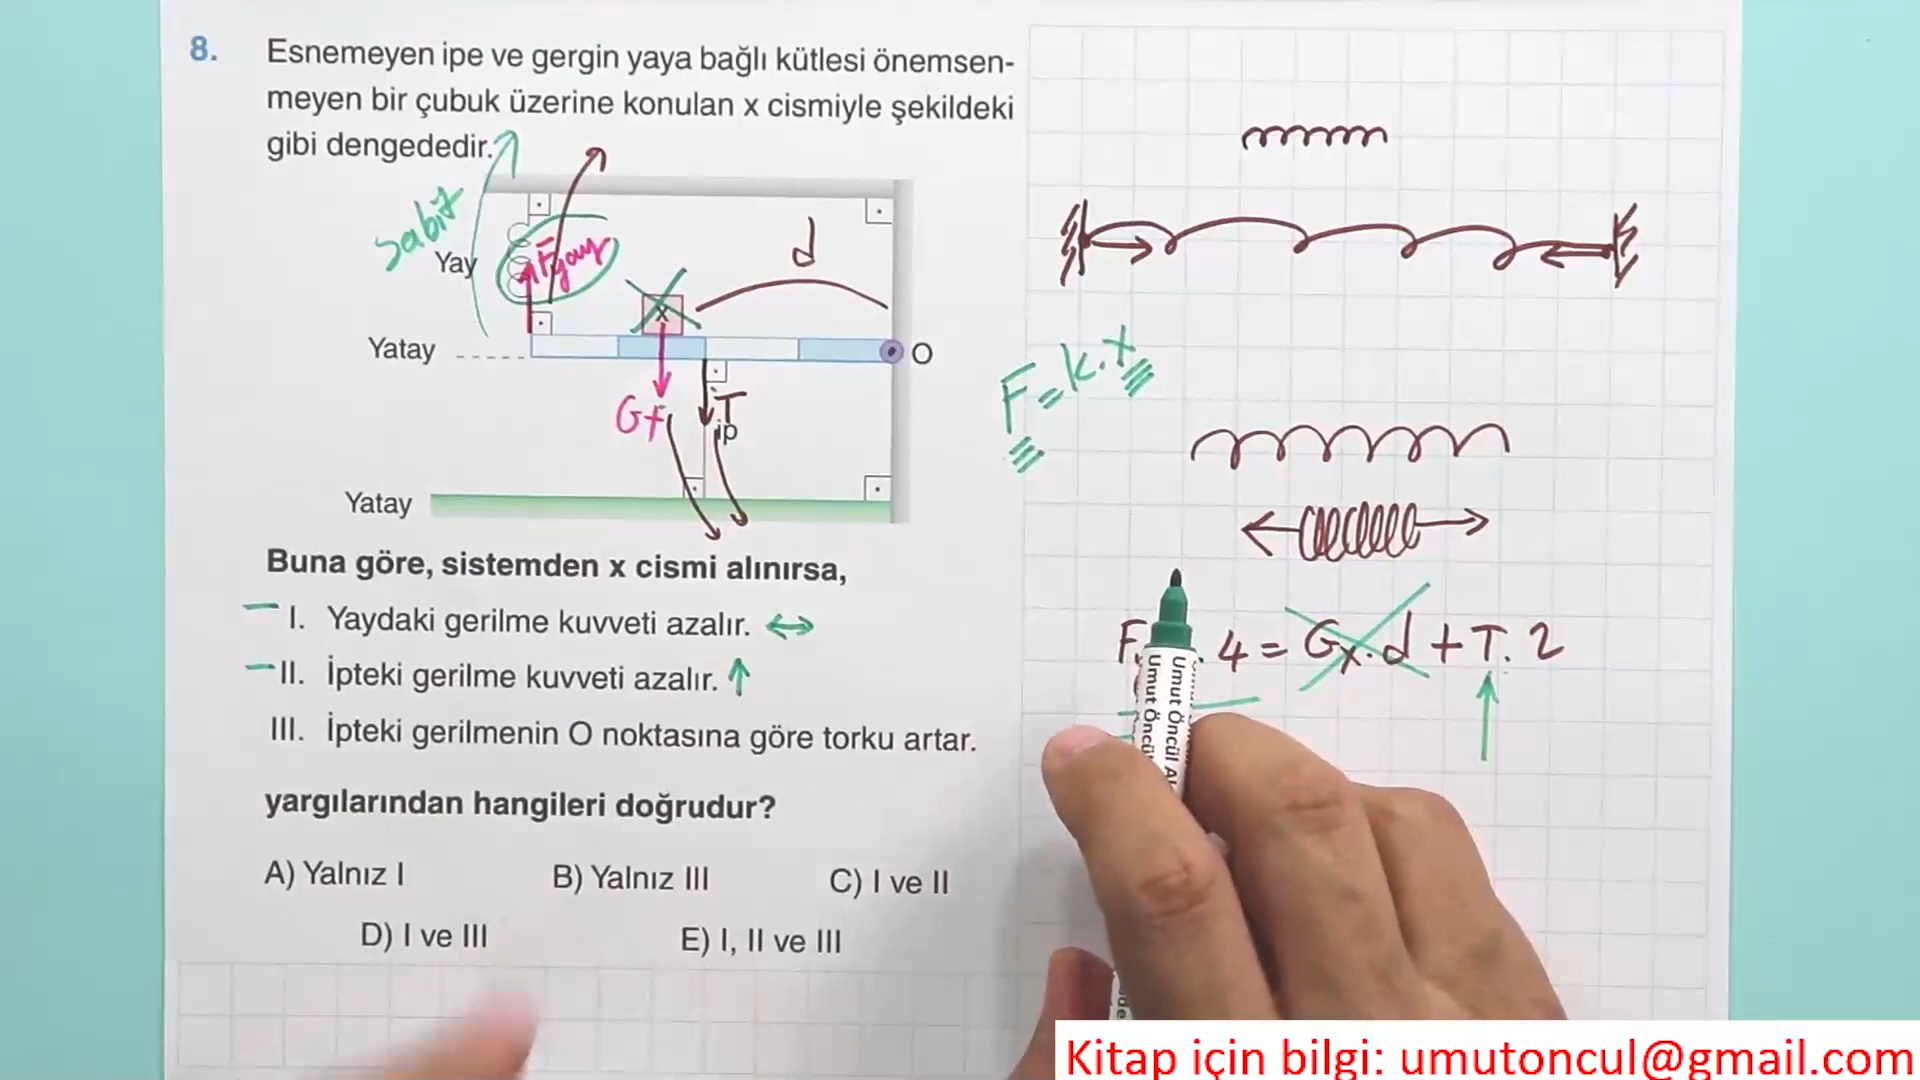 8. Esnemeyen ipe ve gergin yaya bağlı kütlesi önemsen-
meyen bir çubuk üzerine konulan x cismiyle şekildeki
gibi dengededir.
sabit
Yay
Fyay
d
x
Yatay
O
Gx
T
ip
Yatay
F = k.x
Buna göre, sistemden x cismi alınırsa,
I. Yaydaki gerilme kuvveti azalır.
II. İpteki gerilme kuvveti azalır.
III. İpteki gerilmenin O noktasına göre torku artar.
yargılarından hangileri doğrudur?
A) Yalnız I B) Yalnız III C) I ve II
D) I ve III E) I, II ve III
F . 4 = Gx.d + T.2
Umut Öncül
Umut Öncül
Kitap için bilgi: umutoncul@gmail.com